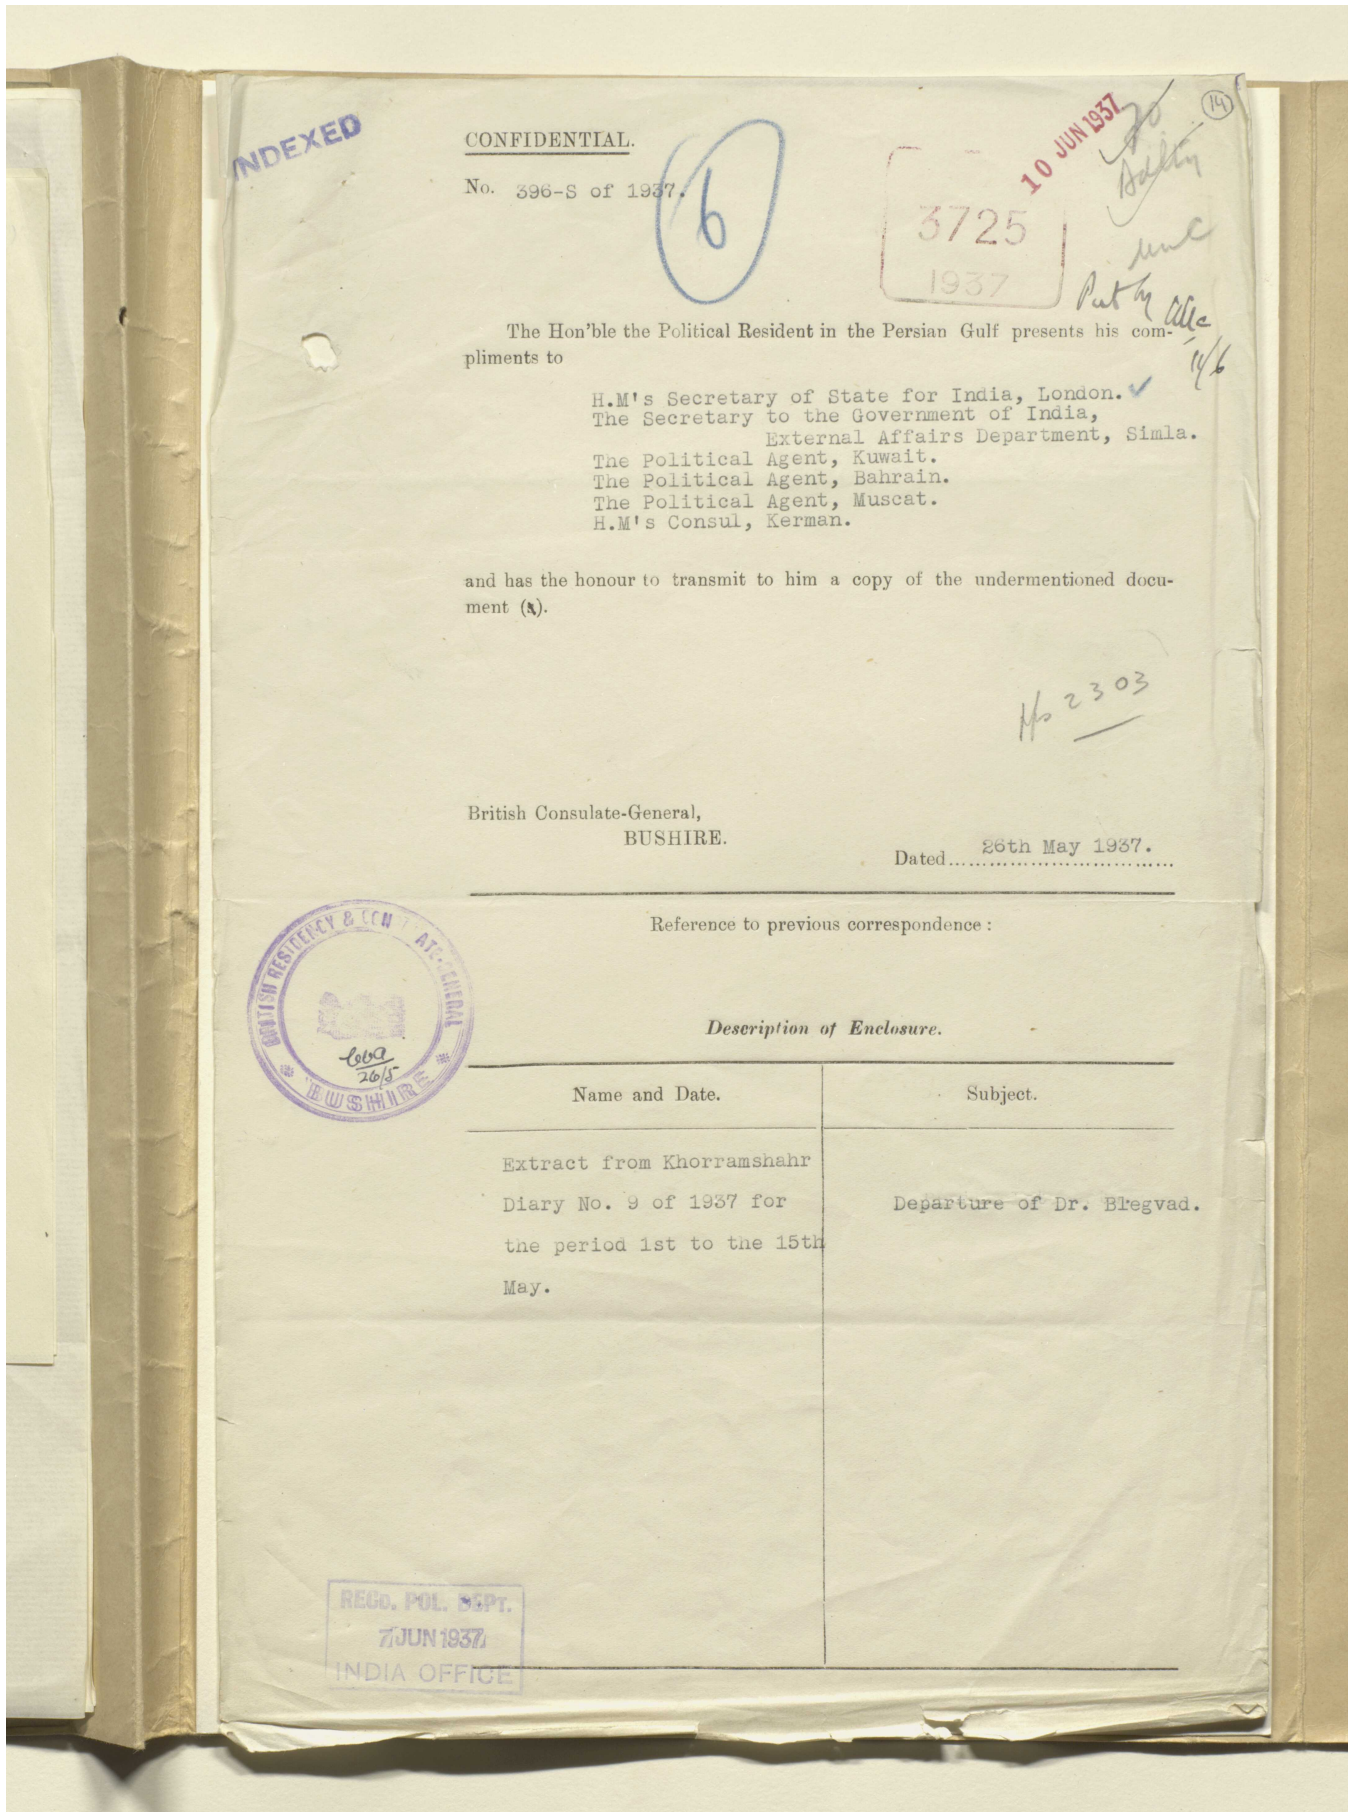 INDEXED
CONFIDENTIAL.
No. 396-S of 1937.
6
10 JUN 1937
14
3725
1937
Put by
14/6
The Hon'ble the Political Resident in the Persian Gulf presents his com-
pliments to
H.M's Secretary of State for India, London. ✓
The Secretary to the Government of India,
External Affairs Department, Simla.
The Political Agent, Kuwait.
The Political Agent, Bahrain.
The Political Agent, Muscat.
H.M's Consul, Kerman.
and has the honour to transmit to him a copy of the undermentioned docu-
ment (s).
2303
British Consulate-General,
BUSHIRE.
Dated 26th May 1937.
Reference to previous correspondence :
BRITISH RESIDENCY & CONSULATE-GENERAL
26/5
BUSHIRE
Description of Enclosure.
Name and Date.
Subject.
Extract from Khorramshahr
Diary No. 9 of 1937 for
the period 1st to the 15th
May.
Departure of Dr. Blegvad.
REGD. POL. DEPT.
7 JUN 1937
INDIA OFFICE